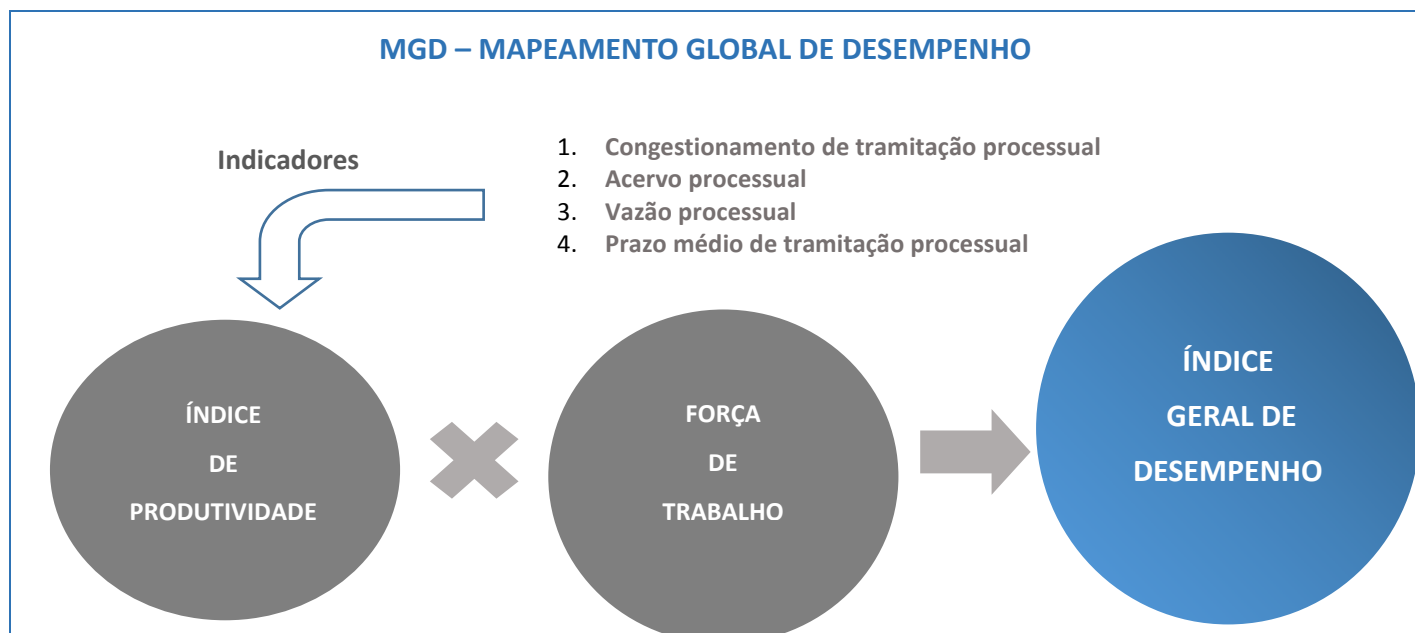 MGD – MAPEAMENTO GLOBAL DE DESEMPENHO
Indicadores
1. Congestionamento de tramitação processual
2. Acervo processual
3. Vazão processual
4. Prazo médio de tramitação processual
ÍNDICE
DE
PRODUTIVIDADE
FORÇA
DE
TRABALHO
ÍNDICE
GERAL DE
DESEMPENHO